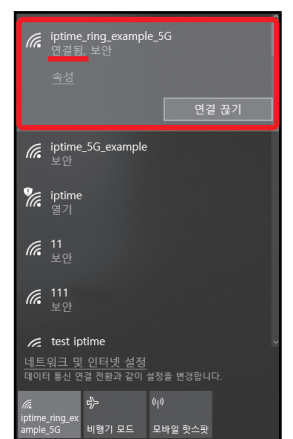 iptime_ring_example_5G
연결됨, 보안
속성
연결 끊기
iptime_5G_example
보안
iptime
열기
11
보안
111
보안
test iptime
네트워크 및 인터넷 설정
데이터 통신 연결 전환과 같이 설정을 변경합니다.
iptime_ring_ex
ample_5G
비행기 모드
모바일 핫스팟